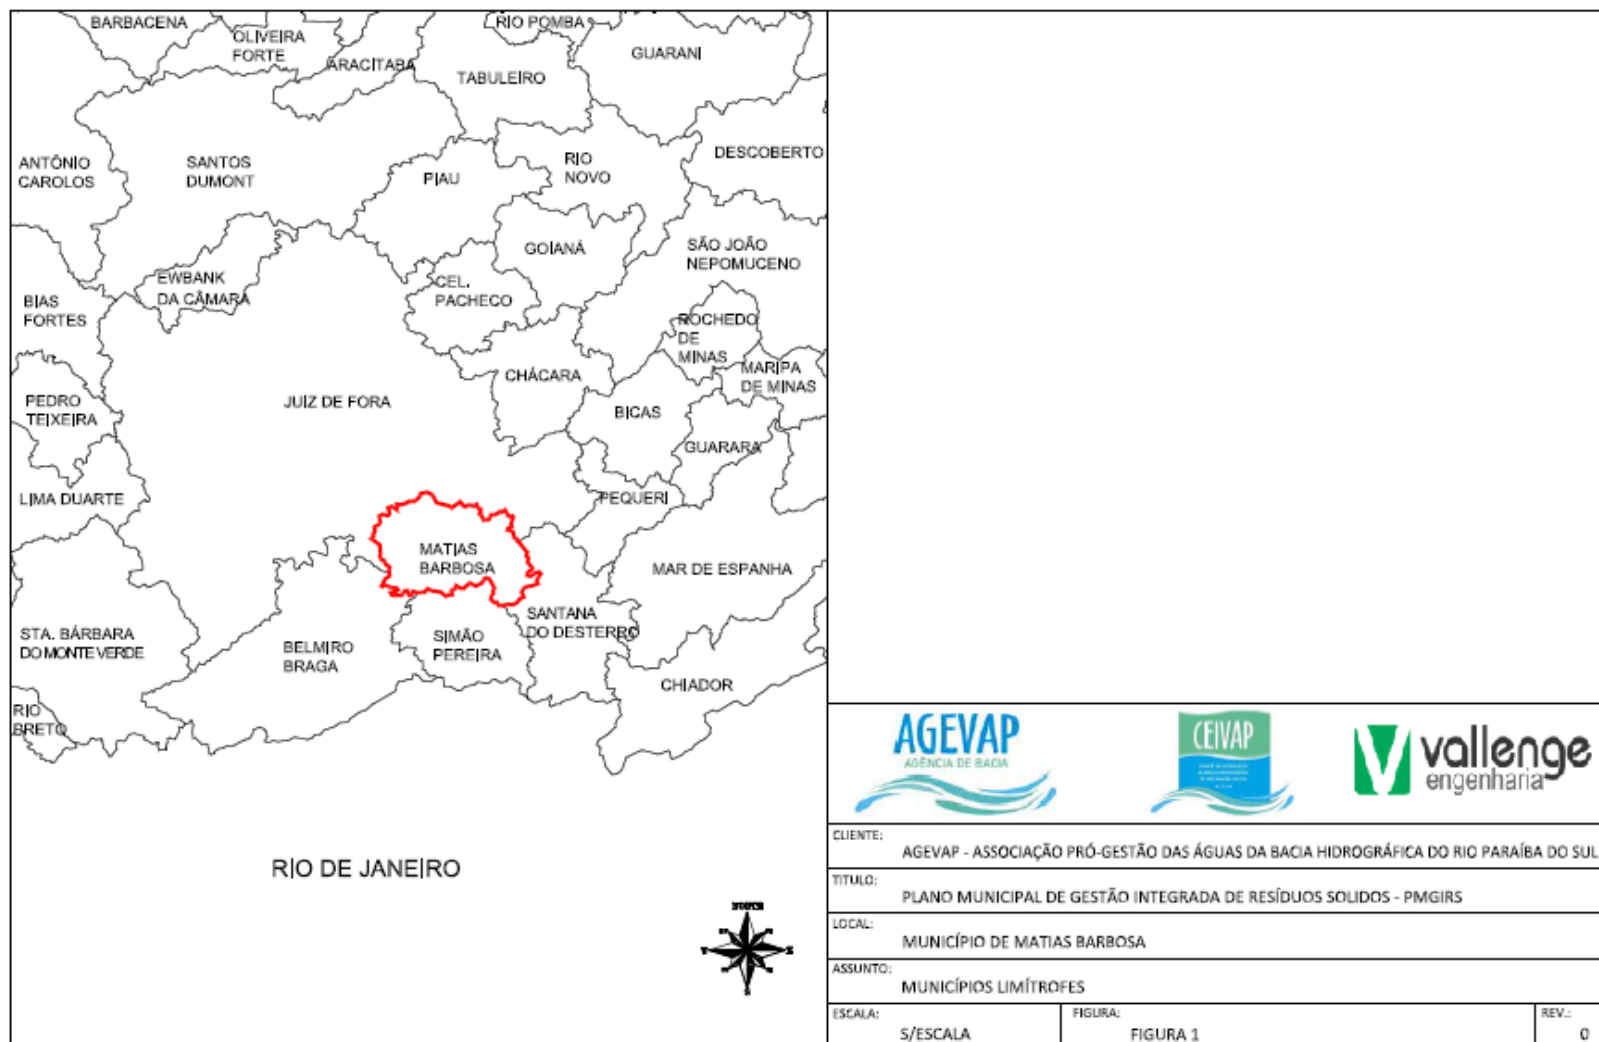 BARBACENA
OLIVEIRA
FORTE
ARACITABA
RIO POMBA
TABULEIRO
GUARANI
ANTÔNIO
CAROLOS
SANTOS
DUMONT
PIAU
RIO
NOVO
DESCOBERTO
EWBANK
DA CÂMARA
GOIANÁ
SÃO JOÃO
NEPOMUCENO
BIAS
FORTES
CEL.
PACHECO
ROCHEDO
DE
MINAS
CHÁCARA
MARIPA
DE MINAS
PEDRO
TEIXEIRA
JUIZ DE FORA
BICAS
GUARARA
LIMA DUARTE
PEQUERI
MATIAS
BARBOSA
MAR DE ESPANHA
STA. BÁRBARA
DO MONTE VERDE
BELMIRO
BRAGA
SIMÃO
PEREIRA
SANTANA
DO DESTERRO
CHIADOR
RIO
BRETO
RIO DE JANEIRO
NORTH
S
AGEVAP
AGÊNCIA DE BACIA
CEIVAP
vallenge
engenharia
CLIENTE:
AGEVAP - ASSOCIAÇÃO PRÓ-GESTÃO DAS ÁGUAS DA BACIA HIDROGRÁFICA DO RIO PARAÍBA DO SUL
TITULO:
PLANO MUNICIPAL DE GESTÃO INTEGRADA DE RESÍDUOS SOLIDOS - PMGIRS
LOCAL:
MUNICÍPIO DE MATIAS BARBOSA
ASSUNTO:
MUNICÍPIOS LIMÍTROFES
ESCALA:
S/ESCALA
FIGURA:
FIGURA 1
REV.:
0